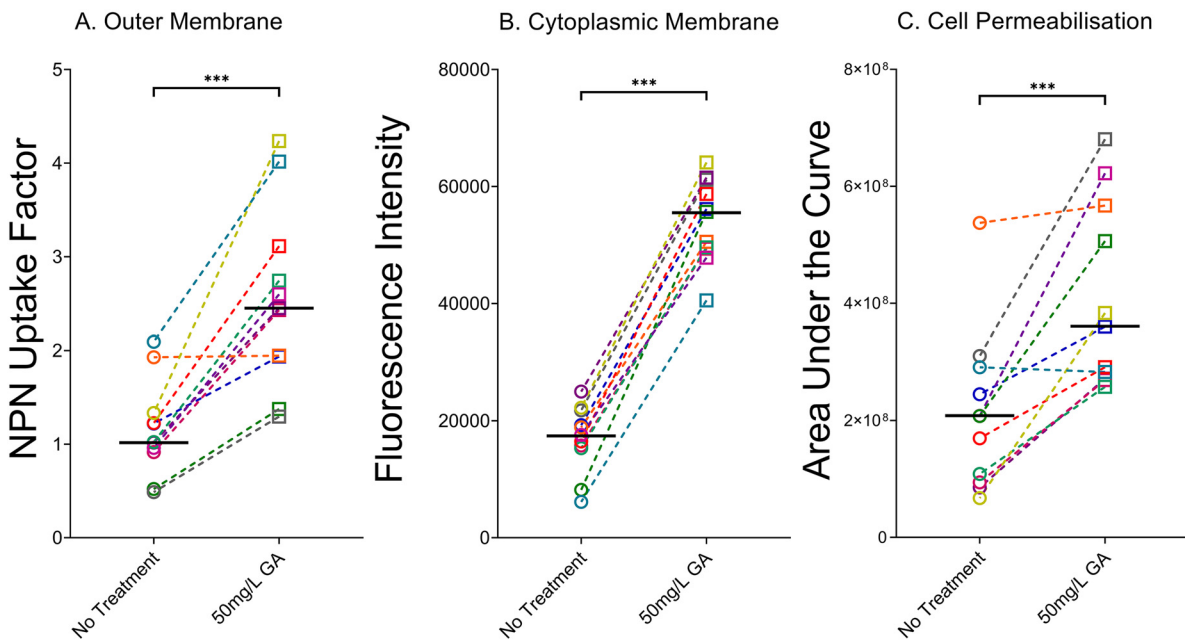 A. Outer Membrane
NPN Uptake Factor
5
4
3
2
1
0
***
No Treatment
50mg/L GA
B. Cytoplasmic Membrane
Fluorescence Intensity
80000
60000
40000
20000
0
***
No Treatment
50mg/L GA
C. Cell Permeabilisation
Area Under the Curve
8×10⁸
6×10⁸
4×10⁸
2×10⁸
0
***
No Treatment
50mg/L GA